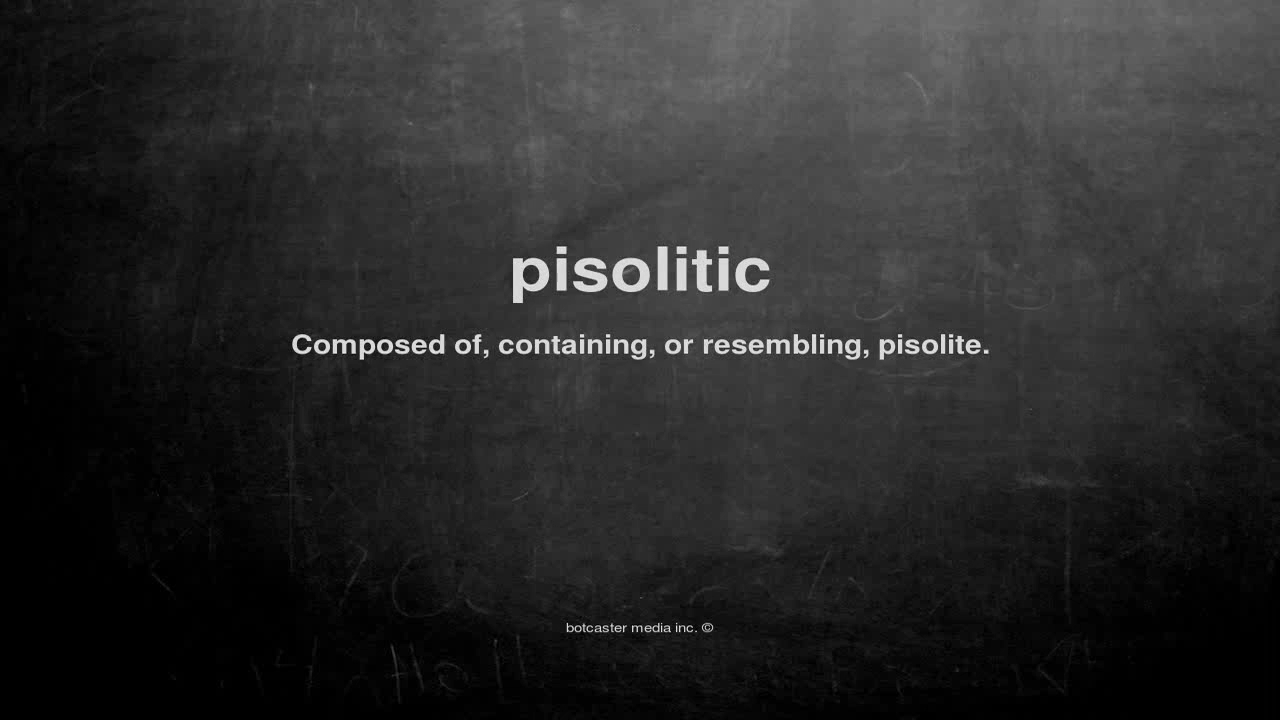 pisolitic
Composed of, containing, or resembling, pisolite.
botcaster media inc. ©